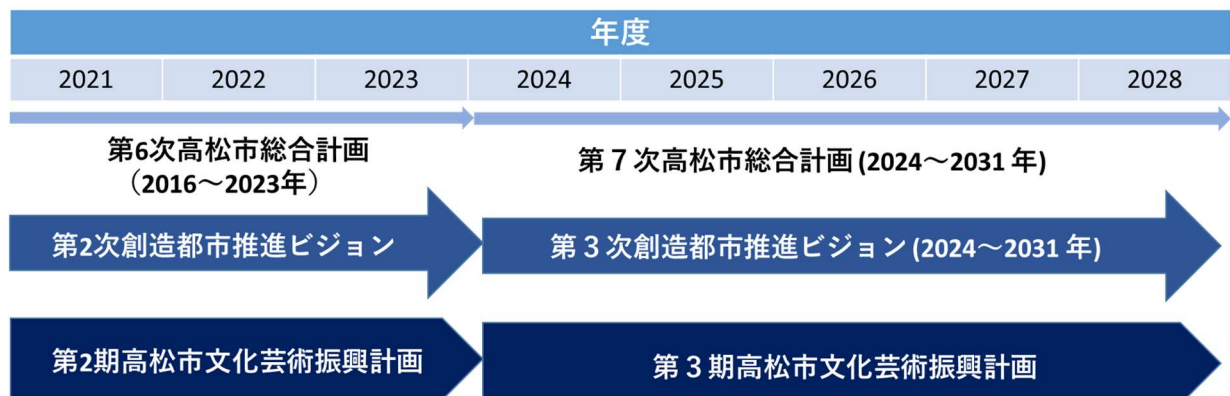 年度
2021 2022 2023 2024 2025 2026 2027 2028
第6次高松市総合計画
（2016～2023年）
第７次高松市総合計画 (2024～2031 年)
第2次創造都市推進ビジョン
第３次創造都市推進ビジョン (2024～2031 年)
第2期高松市文化芸術振興計画
第３期高松市文化芸術振興計画